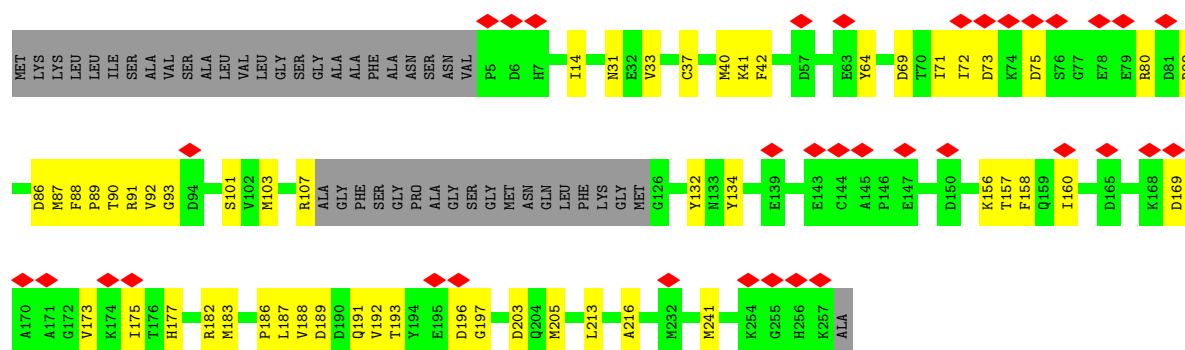 MET LYS LYS LEU LEU ILE SER ALA VAL SER ALA LEU VAL LEU GLY SER GLY ALA ALA PHE ALA ASN SER ASN VAL P5 D6 H7 I14 N31 E32 V33 C37 M40 K41 F42 D57 E63 Y64 D69 T70 I71 I72 D73 K74 D75 S76 G77 E78 E79 R80 D81
D86 M87 F88 P89 T90 R91 V92 G93 D94 S101 V102 M103 R107 ALA GLY PHE SER GLY PRO ALA GLY SER GLY MET ASN GLN LEU PHE LYS GLY MET G126 Y132 N133 Y134 E139 E143 C144 A145 P146 E147 D150 K156 T157 F158 Q159 I160 D165 K168 D169
A170 A171 G172 V173 K174 I175 T176 H177 R182 M183 P186 L187 V188 D189 D190 Q191 V192 T193 Y194 E195 D196 G197 D203 Q204 M205 L213 A216 M232 M241 K254 G255 H256 K257 ALA